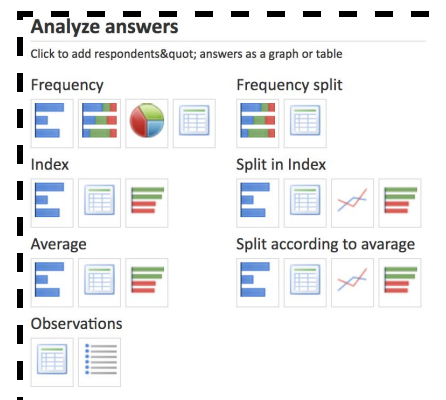 Analyze answers
Click to add respondents&quot; answers as a graph or table
Frequency
Frequency split
Index
Split in Index
Average
Split according to avarage
Observations